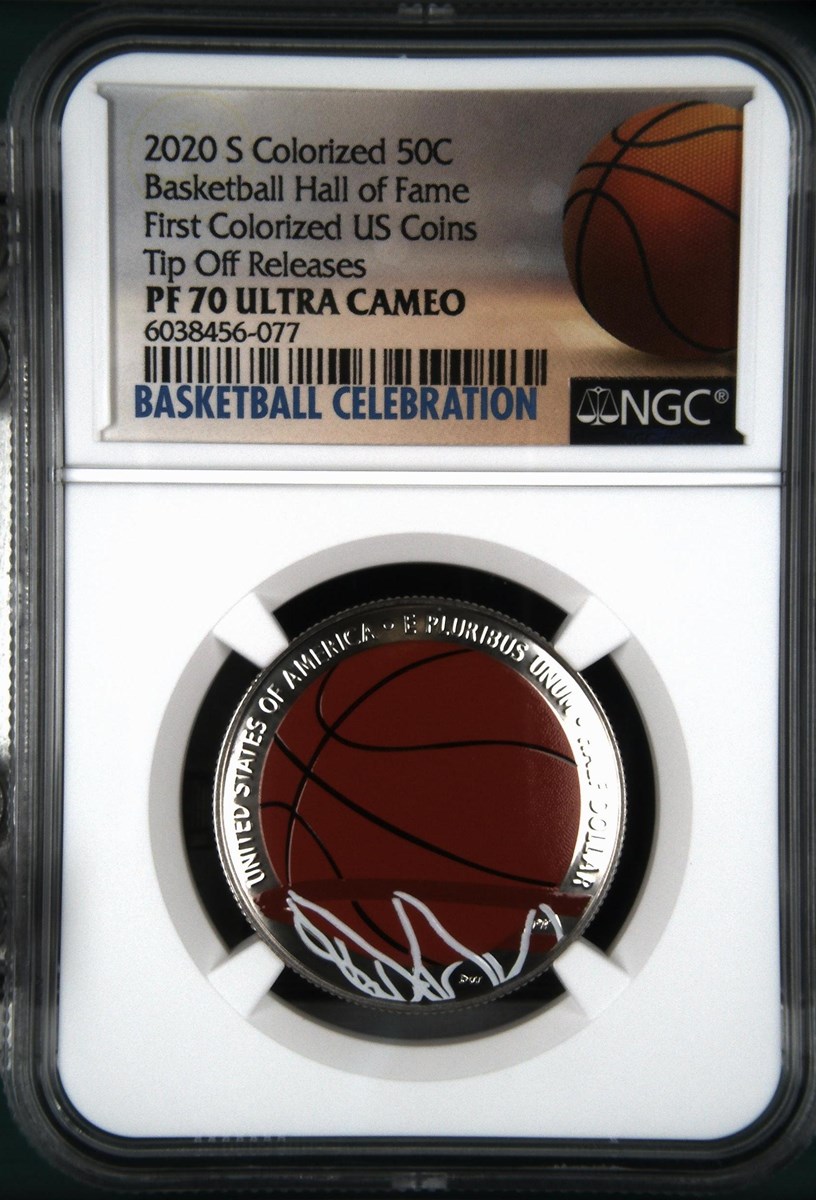 2020 S Colorized 50C
Basketball Hall of Fame
First Colorized US Coins
Tip Off Releases
PF 70 ULTRA CAMEO
6038456-077
BASKETBALL CELEBRATION
NGC®
UNITED STATES OF AMERICA · E PLURIBUS UNUM · HALF DOLLAR